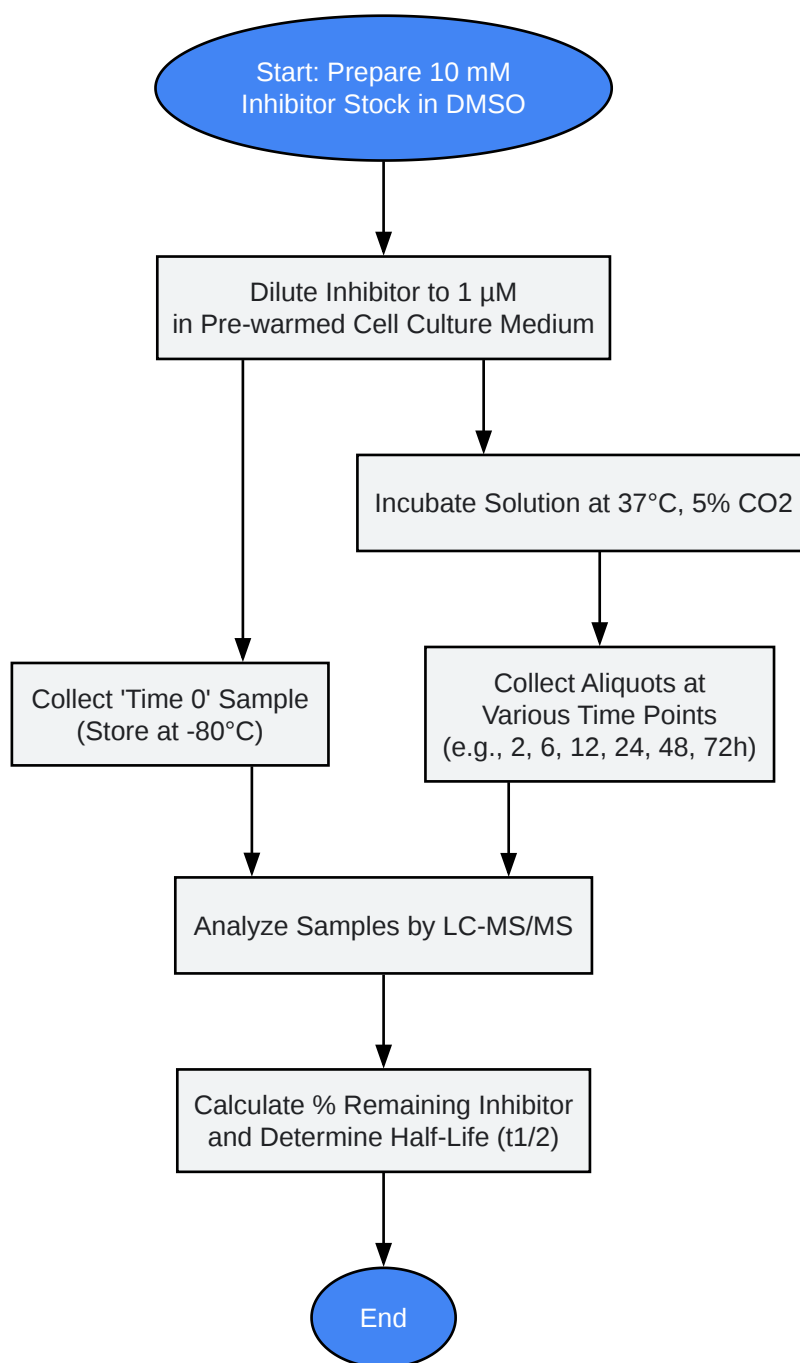 Start: Prepare 10 mM
Inhibitor Stock in DMSO
Dilute Inhibitor to 1 µM
in Pre-warmed Cell Culture Medium
Incubate Solution at 37°C, 5% CO2
Collect 'Time 0' Sample
(Store at -80°C)
Collect Aliquots at
Various Time Points
(e.g., 2, 6, 12, 24, 48, 72h)
Analyze Samples by LC-MS/MS
Calculate % Remaining Inhibitor
and Determine Half-Life (t1/2)
End